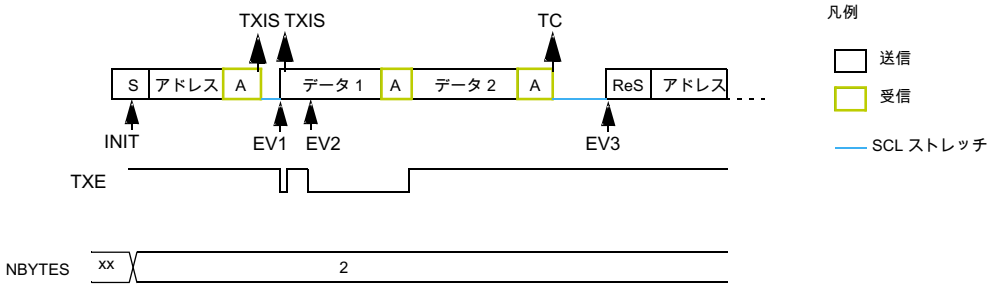 凡例
TXIS TXIS
TC
送信
S アドレス A データ 1 A データ 2 A ReS アドレス
受信
INIT
EV1 EV2
EV3
SCL ストレッチ
TXE
NBYTES xx 2